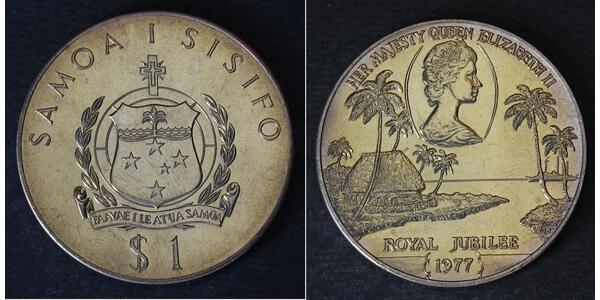 SAMOA I SISIFO
FAAVAE I LE ATUA SAMOA
$1
HER MAJESTY QUEEN ELIZABETH II
ROYAL JUBILEE
1977